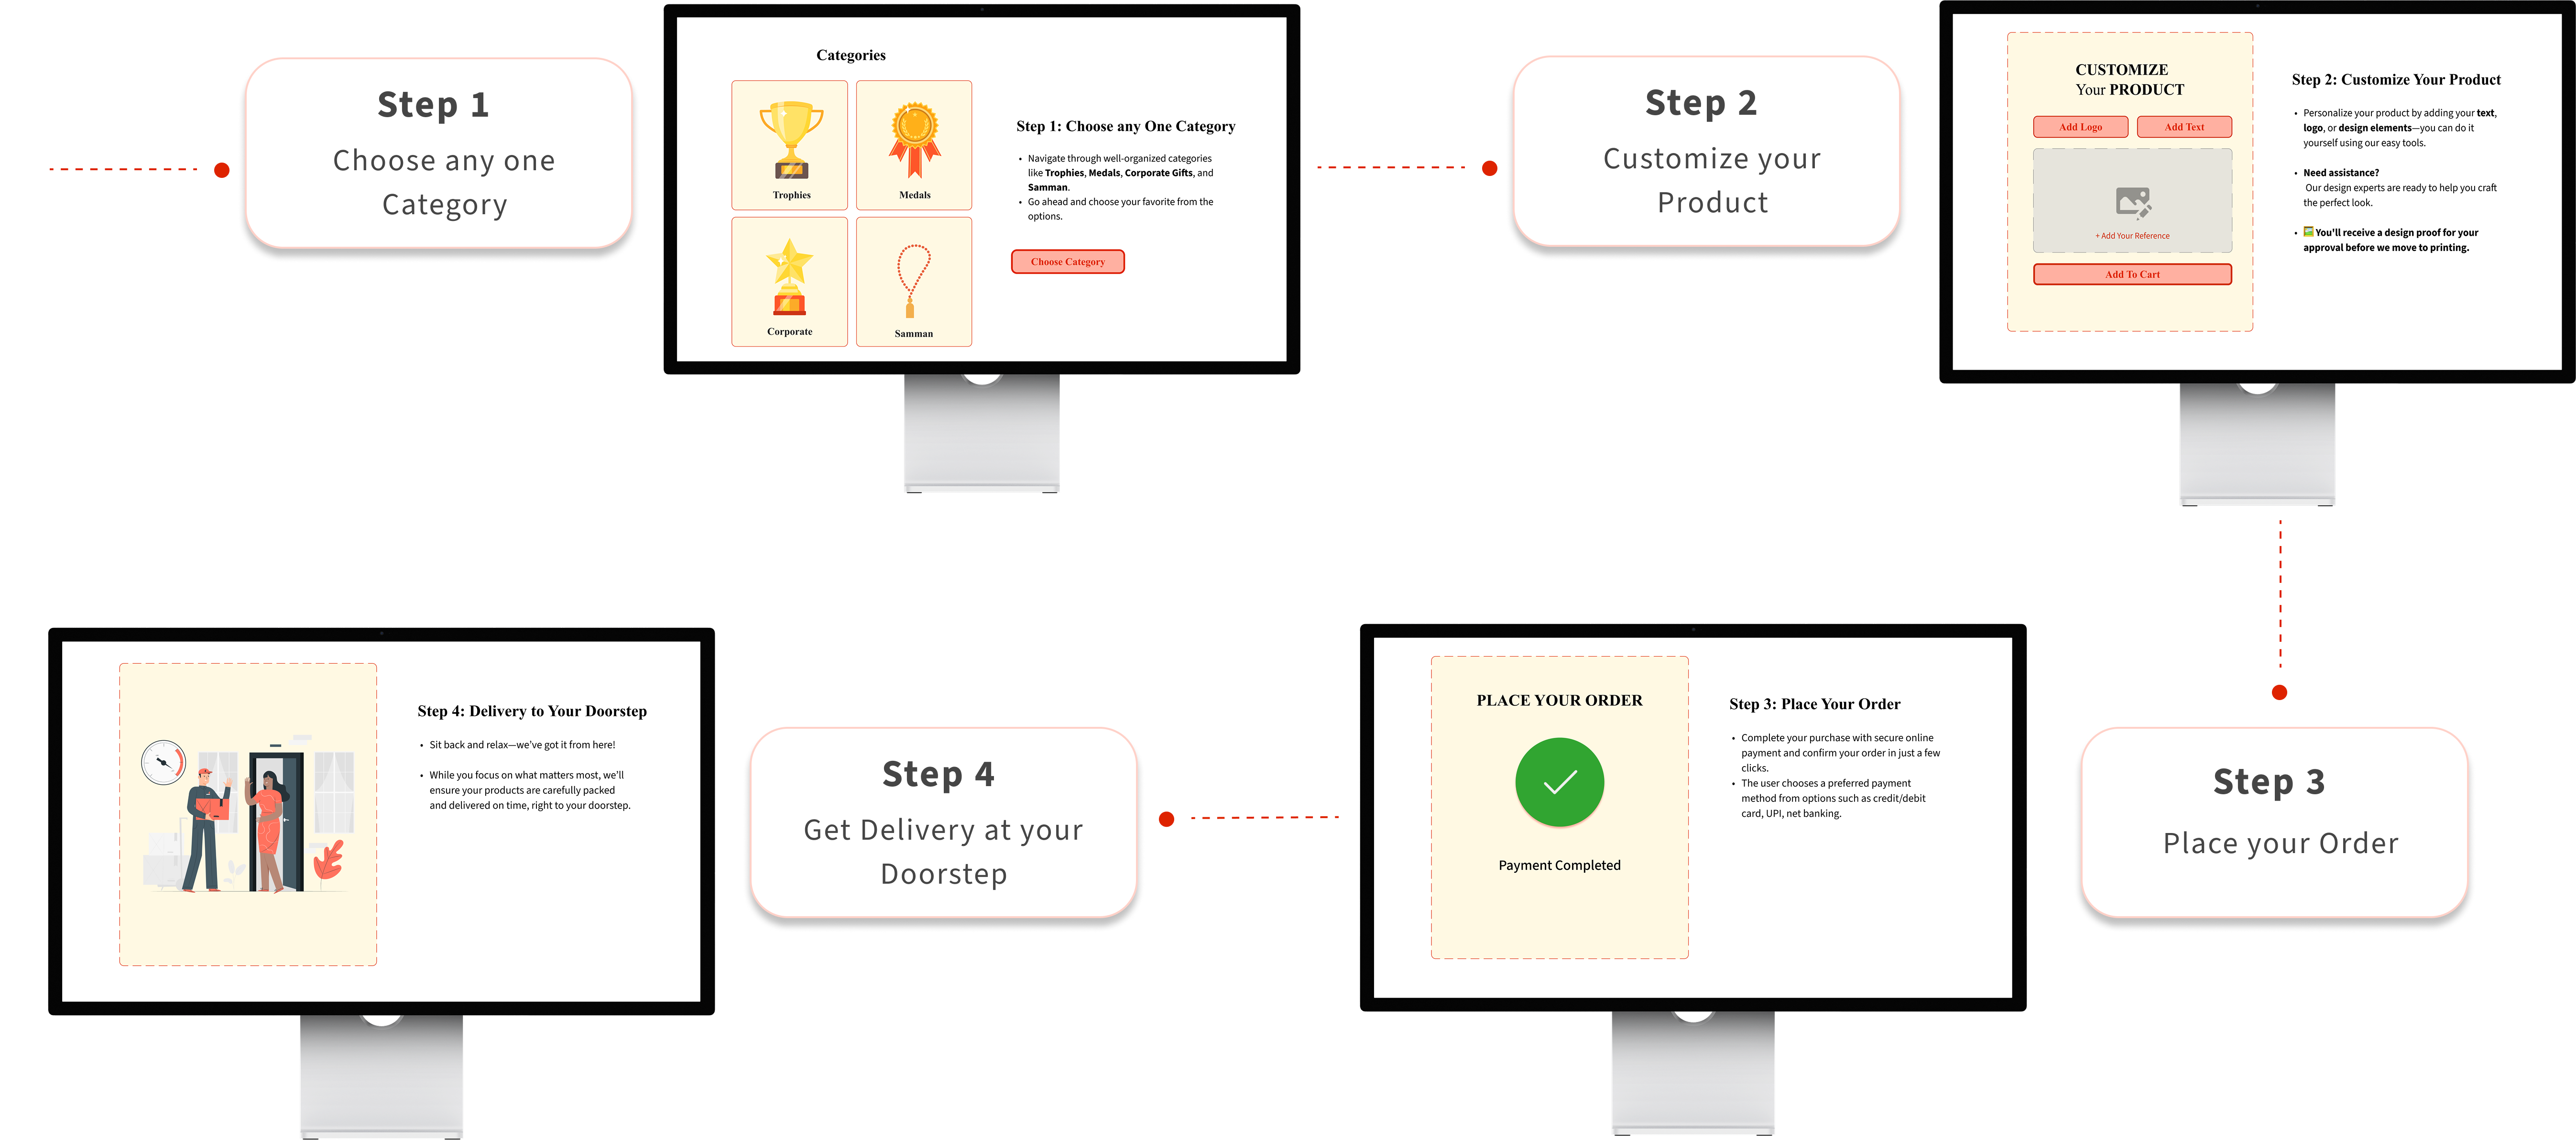 Step 1
Choose any one
Category
Categories
Trophies
Medals
Corporate
Samman
Step 1: Choose any One Category
• Navigate through well-organized categories
like Trophies, Medals, Corporate Gifts, and
Samman.
• Go ahead and choose your favorite from the
options.
Choose Category
Step 2
Customize your
Product
CUSTOMIZE
Your PRODUCT
Add Logo
Add Text
+ Add Your Reference
Add To Cart
Step 2: Customize Your Product
• Personalize your product by adding your text,
logo, or design elements—you can do it
yourself using our easy tools.
• Need assistance?
Our design experts are ready to help you craft
the perfect look.
• 🖼️ You'll receive a design proof for your
approval before we move to printing.
Step 3
Place your Order
PLACE YOUR ORDER
Payment Completed
Step 3: Place Your Order
• Complete your purchase with secure online
payment and confirm your order in just a few
clicks.
• The user chooses a preferred payment
method from options such as credit/debit
card, UPI, net banking.
Step 4
Get Delivery at your
Doorstep
Step 4: Delivery to Your Doorstep
• Sit back and relax—we've got it from here!
• While you focus on what matters most, we'll
ensure your products are carefully packed
and delivered on time, right to your doorstep.